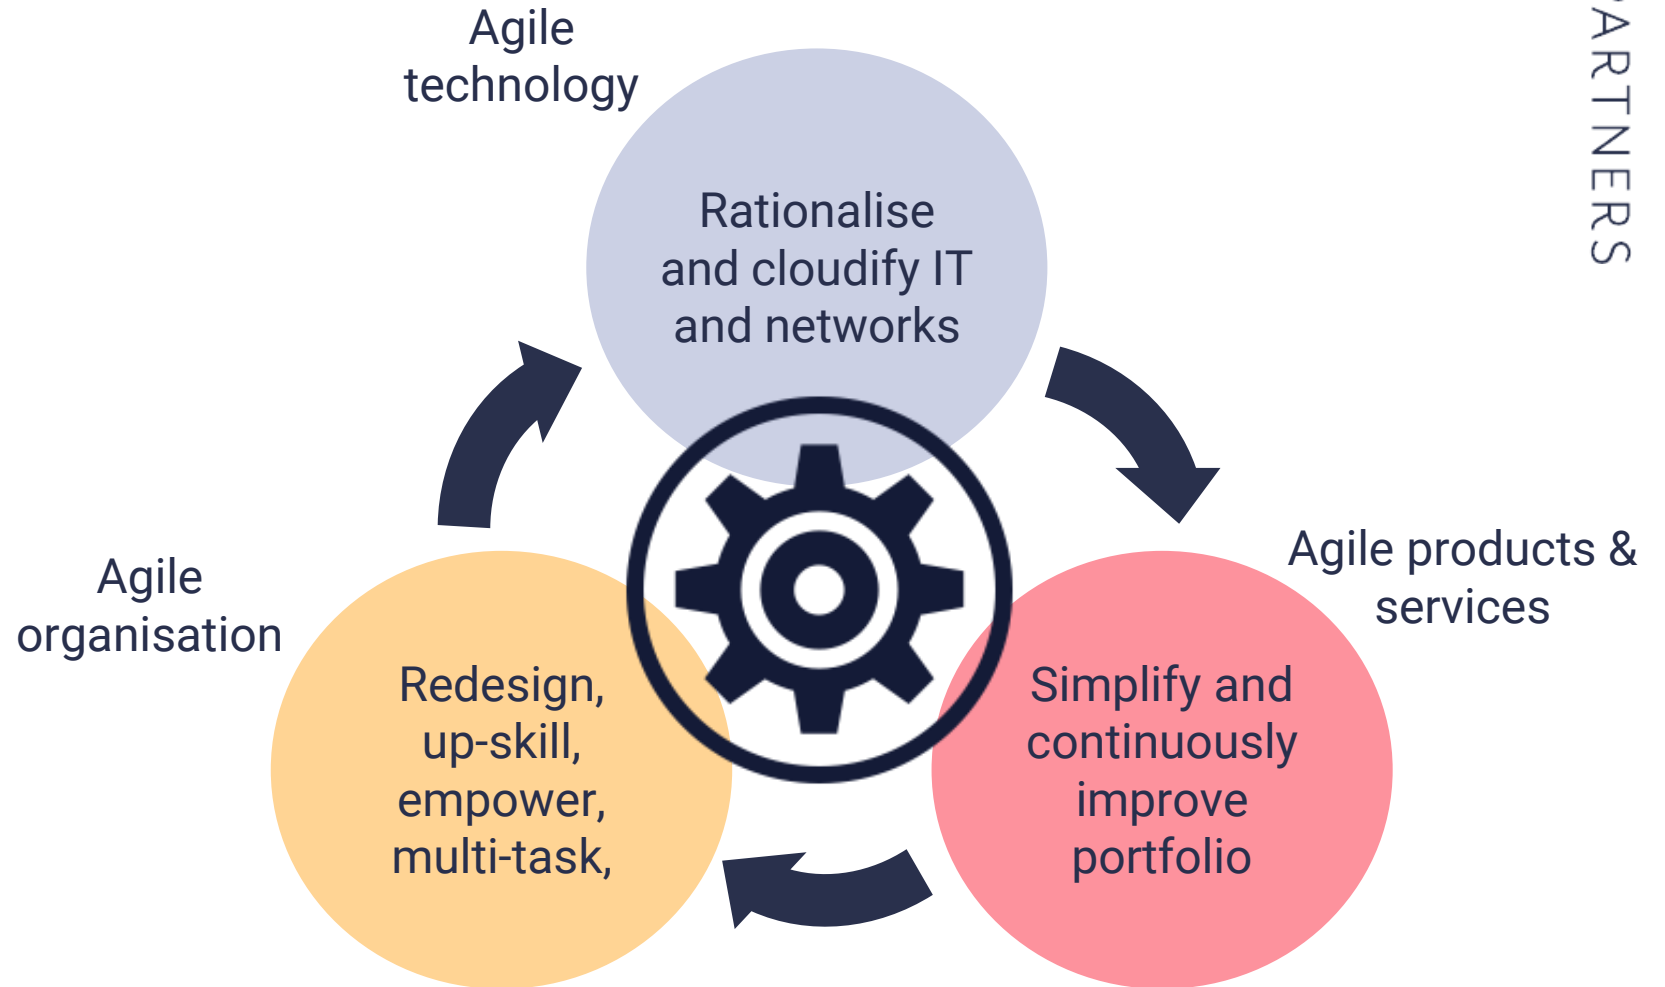 Agile
technology
Rationalise
and cloudify IT
and networks
Agile products &
services
Simplify and
continuously
improve
portfolio
Agile
organisation
Redesign,
up-skill,
empower,
multi-task,
PARTNERS